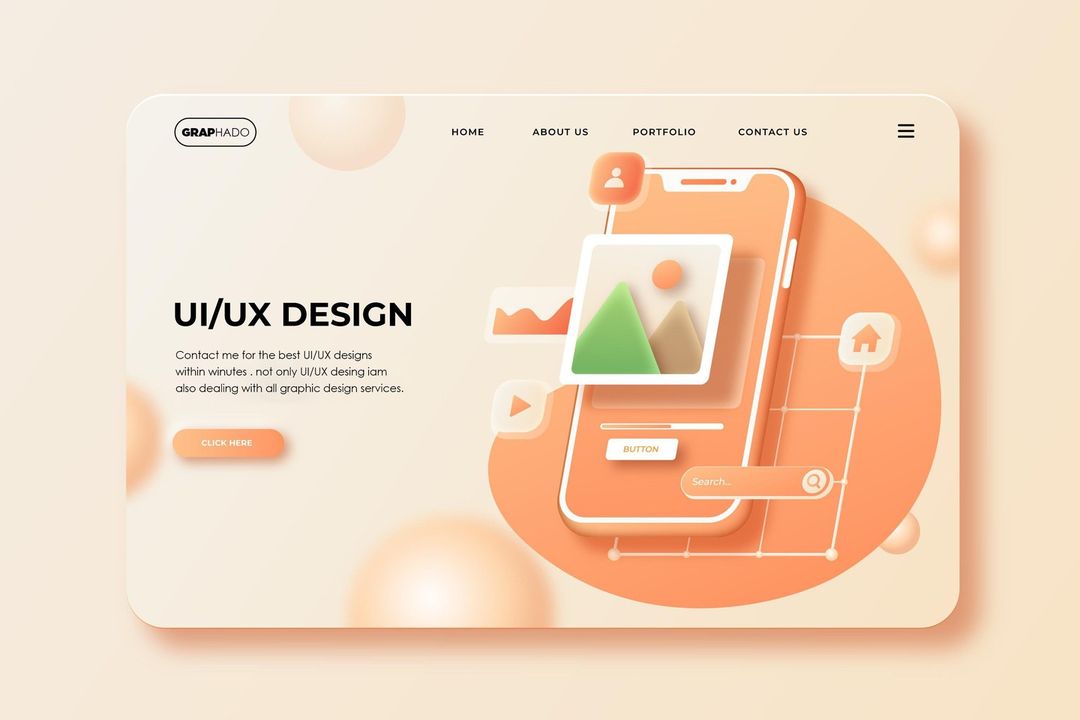 GRAPHADO
HOME ABOUT US PORTFOLIO CONTACT US
UI/UX DESIGN
Contact me for the best UI/UX designs
within winutes . not only UI/UX desing iam
also dealing with all graphic design services.
CLICK HERE
BUTTON
Search...